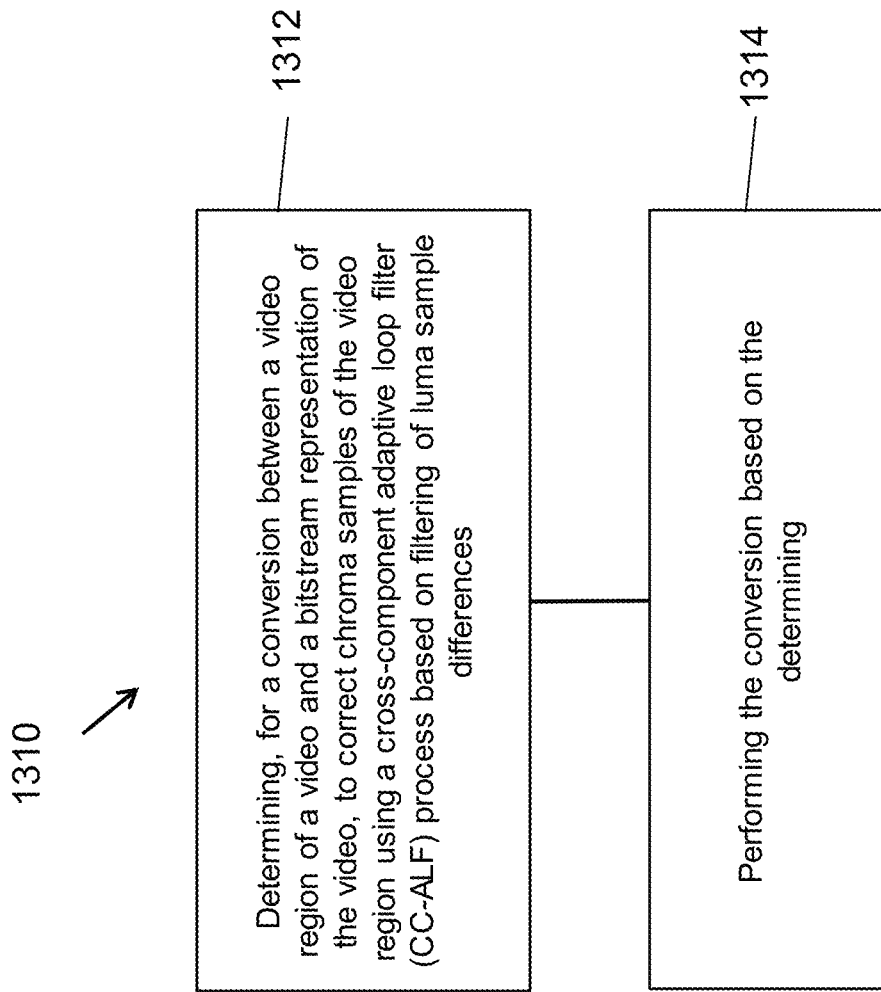 1310
Determining, for a conversion between a video
region of a video and a bitstream representation of
the video, to correct chroma samples of the video
region using a cross-component adaptive loop filter
(CC-ALF) process based on filtering of luma sample
differences
1312
Performing the conversion based on the
determining
1314